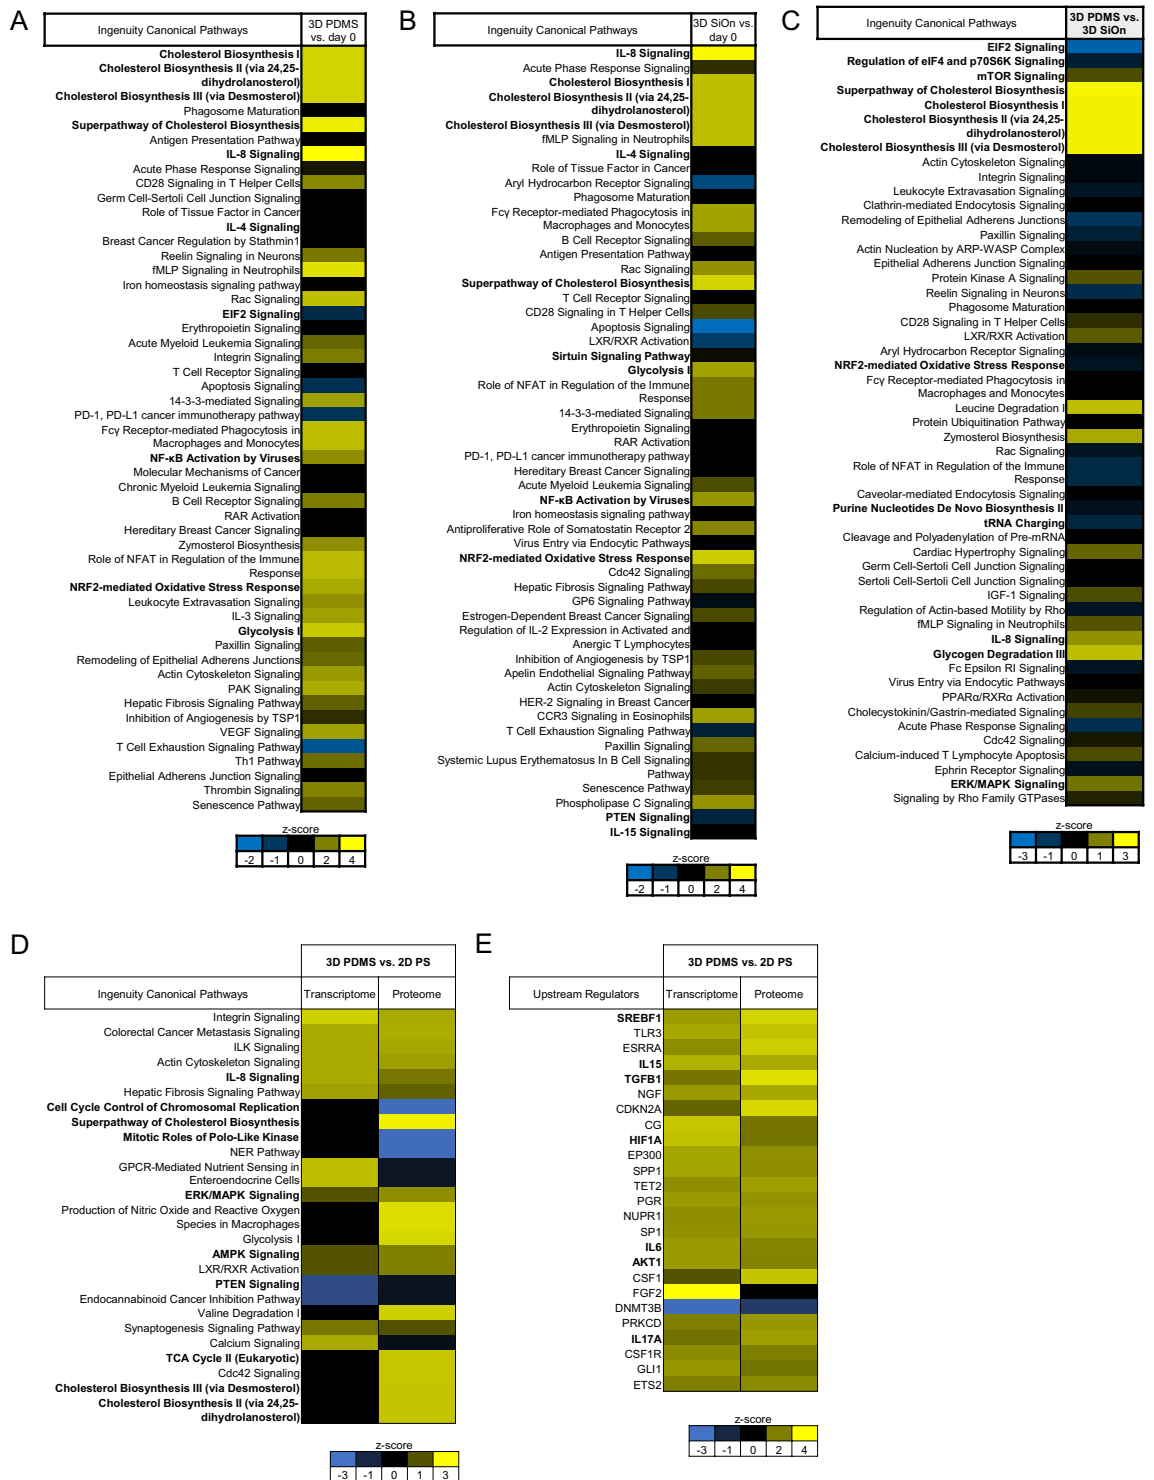 A
Ingenuity Canonical Pathways
3D PDMS
vs. day 0
Cholesterol Biosynthesis I
Cholesterol Biosynthesis II (via 24,25-
dihydrolanosterol)
Cholesterol Biosynthesis III (via Desmosterol)
Phagosome Maturation
Superpathway of Cholesterol Biosynthesis
Antigen Presentation Pathway
IL-8 Signaling
Acute Phase Response Signaling
CD28 Signaling in T Helper Cells
Germ Cell-Sertoli Cell Junction Signaling
Role of Tissue Factor in Cancer
IL-4 Signaling
Breast Cancer Regulation by Stathmin1
Reelin Signaling in Neurons
fMLP Signaling in Neutrophils
Iron homeostasis signaling pathway
Rac Signaling
EIF2 Signaling
Erythropoietin Signaling
Acute Myeloid Leukemia Signaling
Integrin Signaling
T Cell Receptor Signaling
Apoptosis Signaling
14-3-3-mediated Signaling
PD-1, PD-L1 cancer immunotherapy pathway
Fcγ Receptor-mediated Phagocytosis in
Macrophages and Monocytes
NF-κB Activation by Viruses
Molecular Mechanisms of Cancer
Chronic Myeloid Leukemia Signaling
B Cell Receptor Signaling
RAR Activation
Hereditary Breast Cancer Signaling
Zymosterol Biosynthesis
Role of NFAT in Regulation of the Immune
Response
NRF2-mediated Oxidative Stress Response
Leukocyte Extravasation Signaling
IL-3 Signaling
Glycolysis I
Paxillin Signaling
Remodeling of Epithelial Adherens Junctions
Actin Cytoskeleton Signaling
PAK Signaling
Hepatic Fibrosis Signaling Pathway
Inhibition of Angiogenesis by TSP1
VEGF Signaling
T Cell Exhaustion Signaling Pathway
Th1 Pathway
Epithelial Adherens Junction Signaling
Thrombin Signaling
Senescence Pathway
z-score
-2 -1 0 2 4
B
Ingenuity Canonical Pathways
3D SiOn vs.
day 0
IL-8 Signaling
Acute Phase Response Signaling
Cholesterol Biosynthesis I
Cholesterol Biosynthesis II (via 24,25-
dihydrolanosterol)
Cholesterol Biosynthesis III (via Desmosterol)
fMLP Signaling in Neutrophils
IL-4 Signaling
Role of Tissue Factor in Cancer
Aryl Hydrocarbon Receptor Signaling
Phagosome Maturation
Fcγ Receptor-mediated Phagocytosis in
Macrophages and Monocytes
B Cell Receptor Signaling
Antigen Presentation Pathway
Rac Signaling
Superpathway of Cholesterol Biosynthesis
T Cell Receptor Signaling
CD28 Signaling in T Helper Cells
Apoptosis Signaling
LXR/RXR Activation
Sirtuin Signaling Pathway
Glycolysis I
Role of NFAT in Regulation of the Immune
Response
14-3-3-mediated Signaling
Erythropoietin Signaling
RAR Activation
PD-1, PD-L1 cancer immunotherapy pathway
Hereditary Breast Cancer Signaling
Acute Myeloid Leukemia Signaling
NF-κB Activation by Viruses
Iron homeostasis signaling pathway
Antiproliferative Role of Somatostatin Receptor 2
Virus Entry via Endocytic Pathways
NRF2-mediated Oxidative Stress Response
Cdc42 Signaling
Hepatic Fibrosis Signaling Pathway
GP6 Signaling Pathway
Estrogen-Dependent Breast Cancer Signaling
Regulation of IL-2 Expression in Activated and
Anergic T Lymphocytes
Inhibition of Angiogenesis by TSP1
Apelin Endothelial Signaling Pathway
Actin Cytoskeleton Signaling
HER-2 Signaling in Breast Cancer
CCR3 Signaling in Eosinophils
T Cell Exhaustion Signaling Pathway
Paxillin Signaling
Systemic Lupus Erythematosus In B Cell Signaling
Pathway
Senescence Pathway
Phospholipase C Signaling
PTEN Signaling
IL-15 Signaling
z-score
-2 -1 0 2 4
C
Ingenuity Canonical Pathways
3D PDMS vs.
3D SiOn
EIF2 Signaling
Regulation of eIF4 and p70S6K Signaling
mTOR Signaling
Superpathway of Cholesterol Biosynthesis
Cholesterol Biosynthesis I
Cholesterol Biosynthesis II (via 24,25-
dihydrolanosterol)
Cholesterol Biosynthesis III (via Desmosterol)
Actin Cytoskeleton Signaling
Integrin Signaling
Leukocyte Extravasation Signaling
Clathrin-mediated Endocytosis Signaling
Remodeling of Epithelial Adherens Junctions
Paxillin Signaling
Actin Nucleation by ARP-WASP Complex
Epithelial Adherens Junction Signaling
Protein Kinase A Signaling
Reelin Signaling in Neurons
Phagosome Maturation
CD28 Signaling in T Helper Cells
LXR/RXR Activation
Aryl Hydrocarbon Receptor Signaling
NRF2-mediated Oxidative Stress Response
Fcγ Receptor-mediated Phagocytosis in
Macrophages and Monocytes
Leucine Degradation I
Protein Ubiquitination Pathway
Zymosterol Biosynthesis
Rac Signaling
Role of NFAT in Regulation of the Immune
Response
Caveolar-mediated Endocytosis Signaling
Purine Nucleotides De Novo Biosynthesis II
tRNA Charging
Cleavage and Polyadenylation of Pre-mRNA
Cardiac Hypertrophy Signaling
Germ Cell-Sertoli Cell Junction Signaling
Sertoli Cell-Sertoli Cell Junction Signaling
IGF-1 Signaling
Regulation of Actin-based Motility by Rho
fMLP Signaling in Neutrophils
IL-8 Signaling
Glycogen Degradation III
Fc Epsilon RI Signaling
Virus Entry via Endocytic Pathways
PPARα/RXRα Activation
Cholecystokinin/Gastrin-mediated Signaling
Acute Phase Response Signaling
Cdc42 Signaling
Calcium-induced T Lymphocyte Apoptosis
Ephrin Receptor Signaling
ERK/MAPK Signaling
Signaling by Rho Family GTPases
z-score
-3 -1 0 1 3
D
3D PDMS vs. 2D PS
Ingenuity Canonical Pathways Transcriptome Proteome
Integrin Signaling
Colorectal Cancer Metastasis Signaling
ILK Signaling
Actin Cytoskeleton Signaling
IL-8 Signaling
Hepatic Fibrosis Signaling Pathway
Cell Cycle Control of Chromosomal Replication
Superpathway of Cholesterol Biosynthesis
Mitotic Roles of Polo-Like Kinase
NER Pathway
GPCR-Mediated Nutrient Sensing in
Enteroendocrine Cells
ERK/MAPK Signaling
Production of Nitric Oxide and Reactive Oxygen
Species in Macrophages
Glycolysis I
AMPK Signaling
LXR/RXR Activation
PTEN Signaling
Endocannabinoid Cancer Inhibition Pathway
Valine Degradation I
Synaptogenesis Signaling Pathway
Calcium Signaling
TCA Cycle II (Eukaryotic)
Cdc42 Signaling
Cholesterol Biosynthesis III (via Desmosterol)
Cholesterol Biosynthesis II (via 24,25-
dihydrolanosterol)
z-score
-3 -1 0 1 3
E
3D PDMS vs. 2D PS
Upstream Regulators Transcriptome Proteome
SREBF1
TLR3
ESRRA
IL15
TGFB1
NGF
CDKN2A
CG
HIF1A
EP300
SPP1
TET2
PGR
NUPR1
SP1
IL6
AKT1
CSF1
FGF2
DNMT3B
PRKCD
IL17A
CSF1R
GLI1
ETS2
z-score
-3 -1 0 2 4